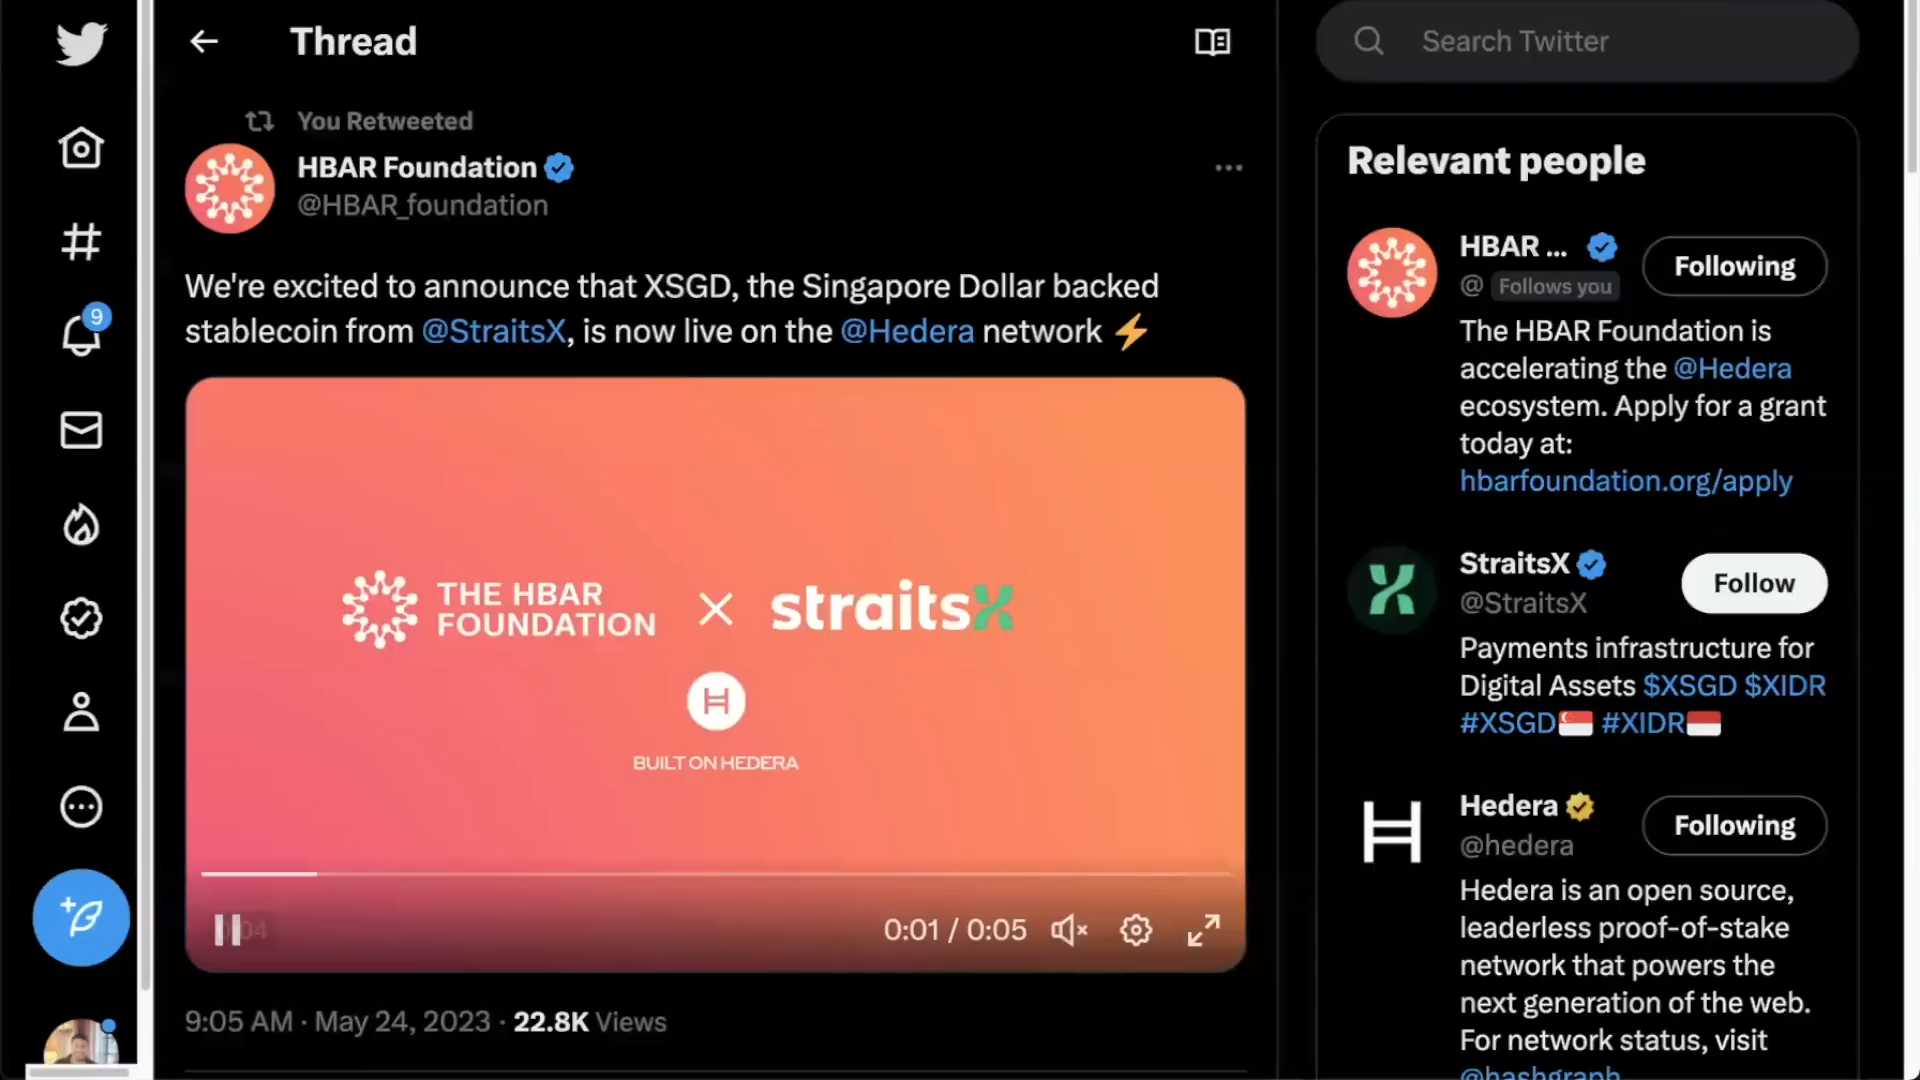 Thread
Search Twitter
You Retweeted
HBAR Foundation
@HBAR_foundation
We're excited to announce that XSGD, the Singapore Dollar backed
stablecoin from @StraitsX, is now live on the @Hedera network ⚡
THE HBAR
FOUNDATION
straitsX
BUILT ON HEDERA
0:04
0:01 / 0:05
9:05 AM · May 24, 2023 · 22.8K Views
9
Relevant people
HBAR ...
Following
@ Follows you
The HBAR Foundation is
accelerating the @Hedera
ecosystem. Apply for a grant
today at:
hbarfoundation.org/apply
StraitsX
Follow
@StraitsX
Payments infrastructure for
Digital Assets $XSGD $XIDR
#XSGD🇸🇬 #XIDR🇮🇩
Hedera
Following
@hedera
Hedera is an open source,
leaderless proof-of-stake
network that powers the
next generation of the web.
For network status, visit
@hashgraph